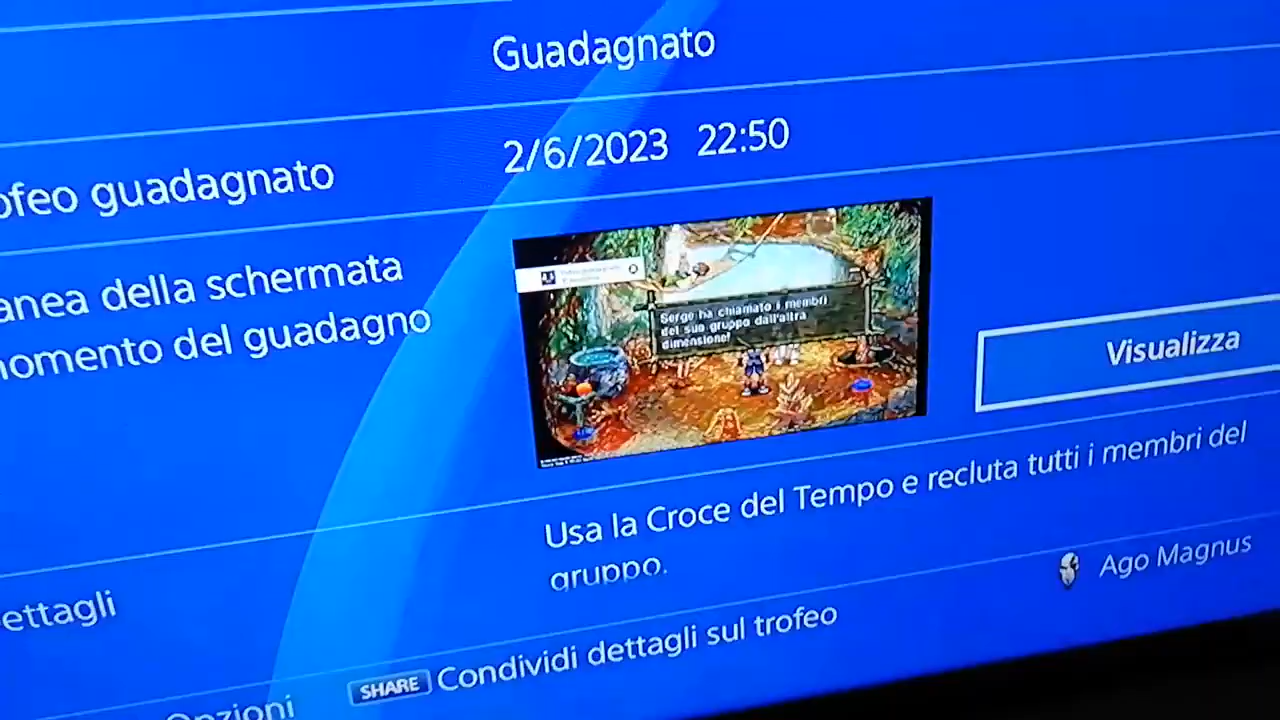 Guadagnato
ofeo guadagnato
2/6/2023 22:50
anea della schermata
omento del guadagno
Serge ha chiamato i membri
del suo gruppo dall'altra
dimensione!
Visualizza
Usa la Croce del Tempo e recluta tutti i membri del
gruppo.
ettagli
Ago Magnus
Opzioni
SHARE Condividi dettagli sul trofeo